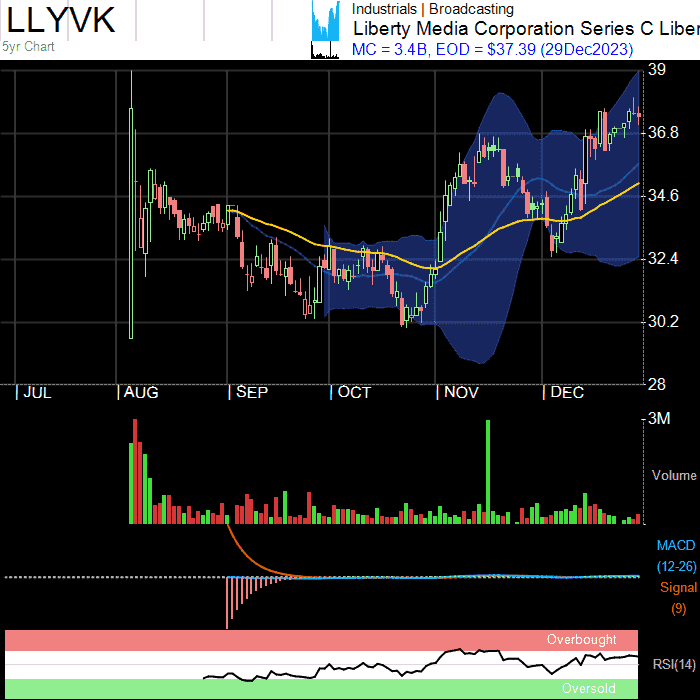 LLYVK
5yr Chart
Industrials | Broadcasting
Liberty Media Corporation Series C Liber
MC = 3.4B, EOD = $37.39 (29Dec2023)
39
36.8
34.6
32.4
30.2
28
JUL AUG SEP OCT NOV DEC
3M
Volume
MACD
(12-26)
Signal
(9)
Overbought
RSI(14)
Oversold